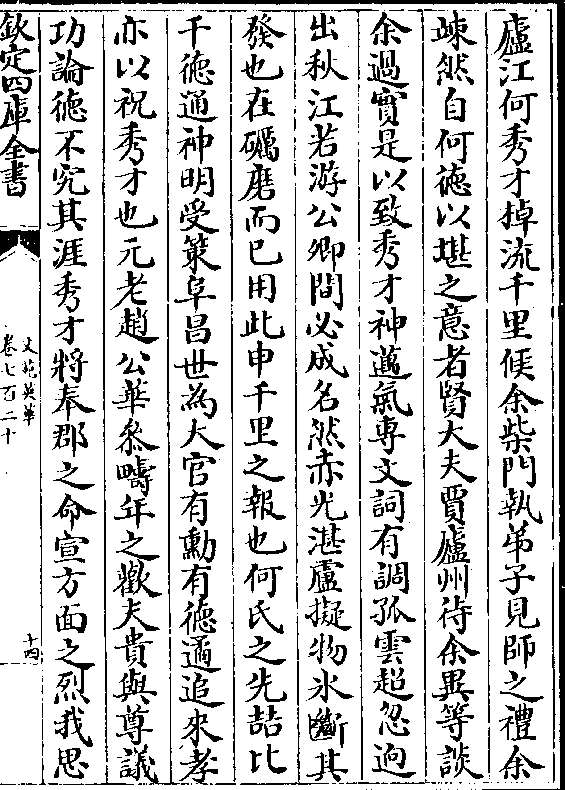 廬江何秀才掉流千里候余柴門執弟子見師之禮余
竦然自何徳以堪之意者賢大夫賈廬州待余異等談
余過實是以致秀才神邁氣專文詞有調孤雲超忽逈
出秋江若游公卿間必成名然赤光湛盧擬物氷斷其
發也在礪磨而已用此申千里之報也何氏之先喆比
千徳通神明受策阜昌世為大官有勳有徳遹追來孝
亦以祝秀才也元老趙公華叅疇年之歡夫貴與尊議
功論徳不究其涯秀才將奉郡之命宣方面之烈我思
欽定四庫全書
文苑英華
卷七百二十
十四